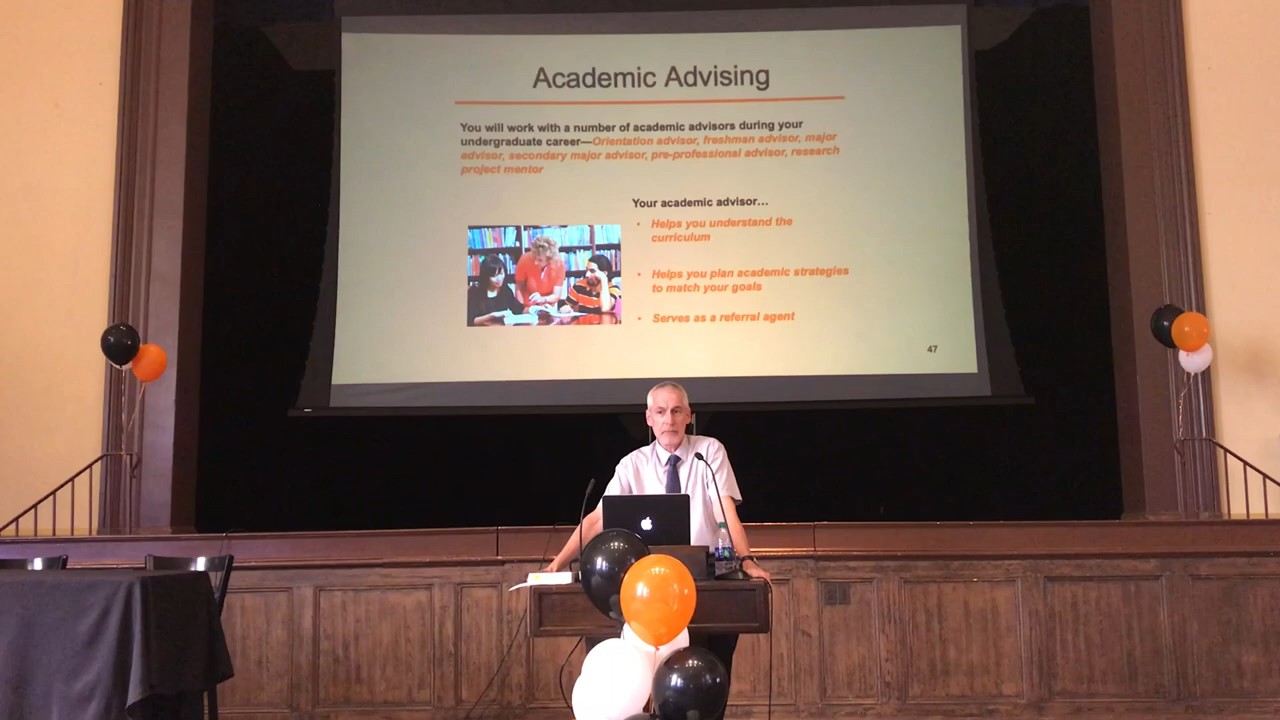 Academic Advising
You will work with a number of academic advisors during your
undergraduate career—Orientation advisor, freshman advisor, major
advisor, secondary major advisor, pre-professional advisor, research
project mentor
Your academic advisor…
• Helps you understand the
curriculum
• Helps you plan academic strategies
to match your goals
• Serves as a referral agent
47